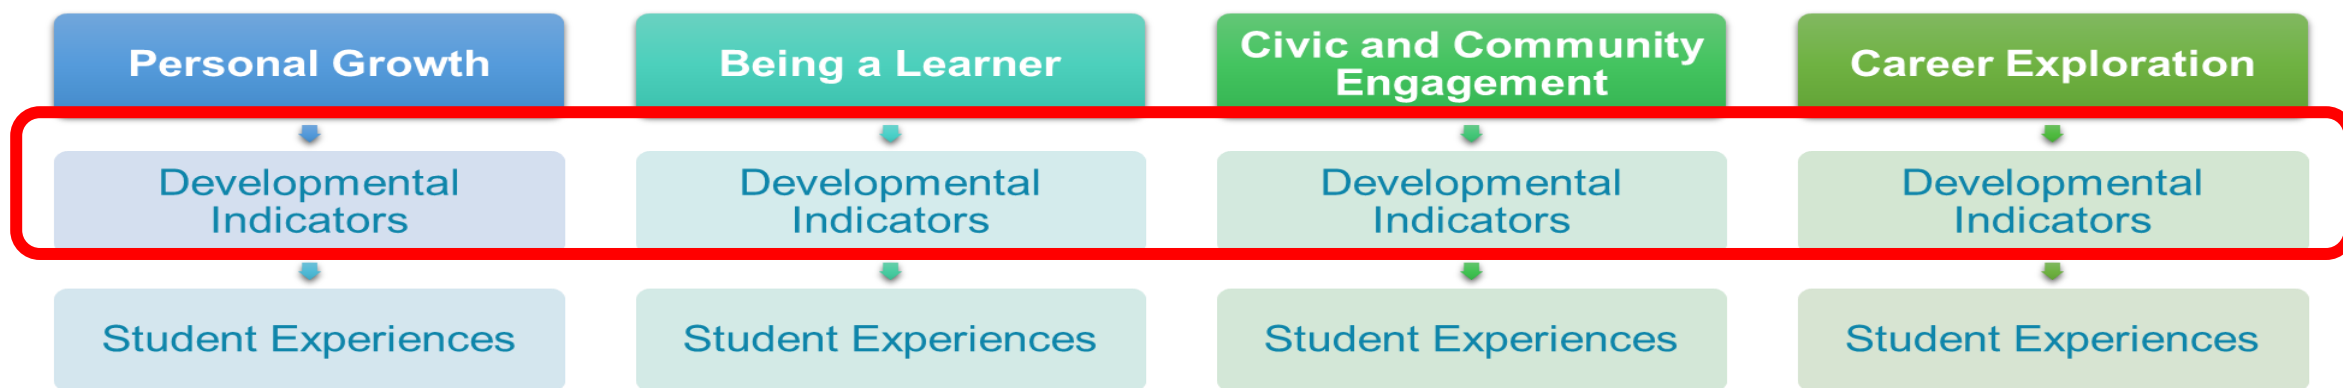 Personal Growth
Being a Learner
Civic and Community
Engagement
Career Exploration
Developmental
Indicators
Developmental
Indicators
Developmental
Indicators
Developmental
Indicators
Student Experiences
Student Experiences
Student Experiences
Student Experiences